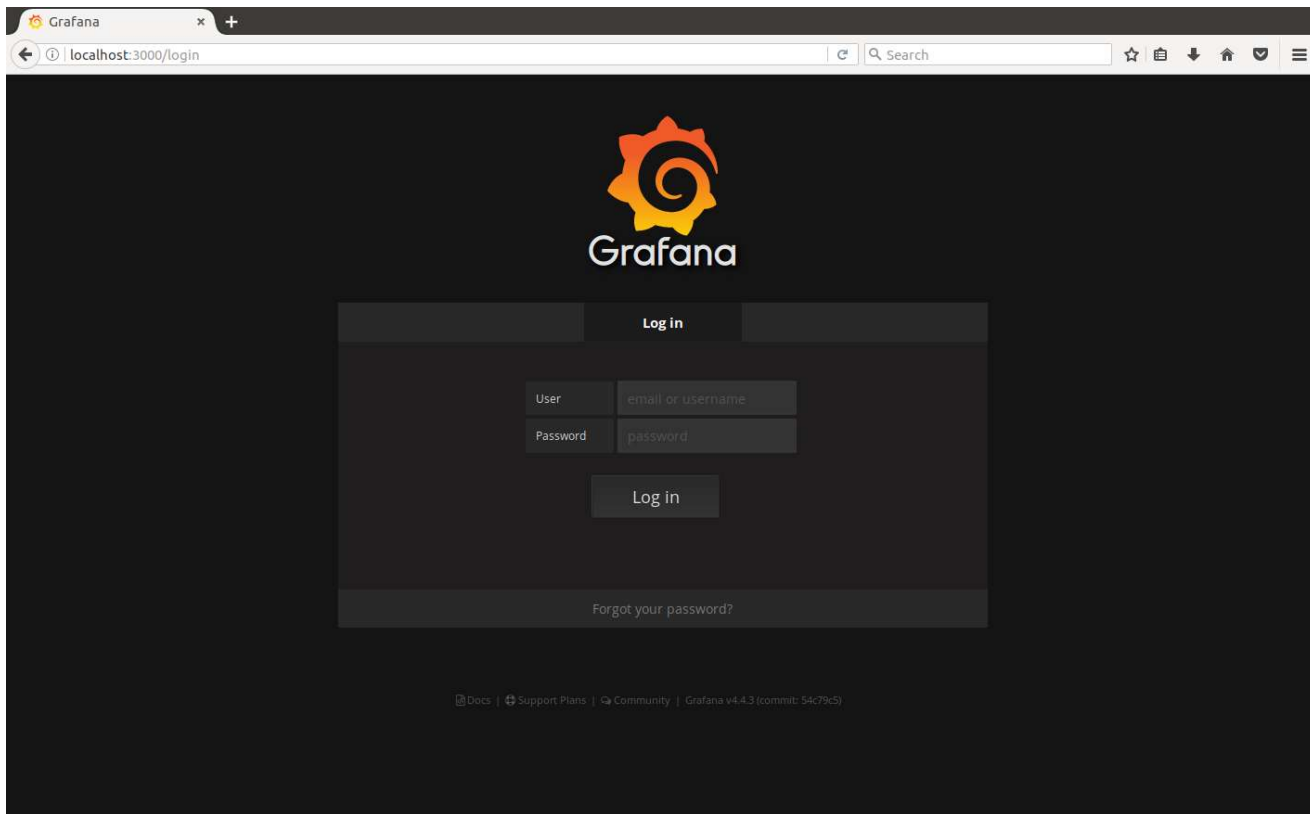 Grafana
localhost:3000/login
Search
Grafana
Log in
User email or username
Password password
Log in
Forgot your password?
Docs | Support Plans | Community | Grafana v4.4.3 (commit: 54c79c5)